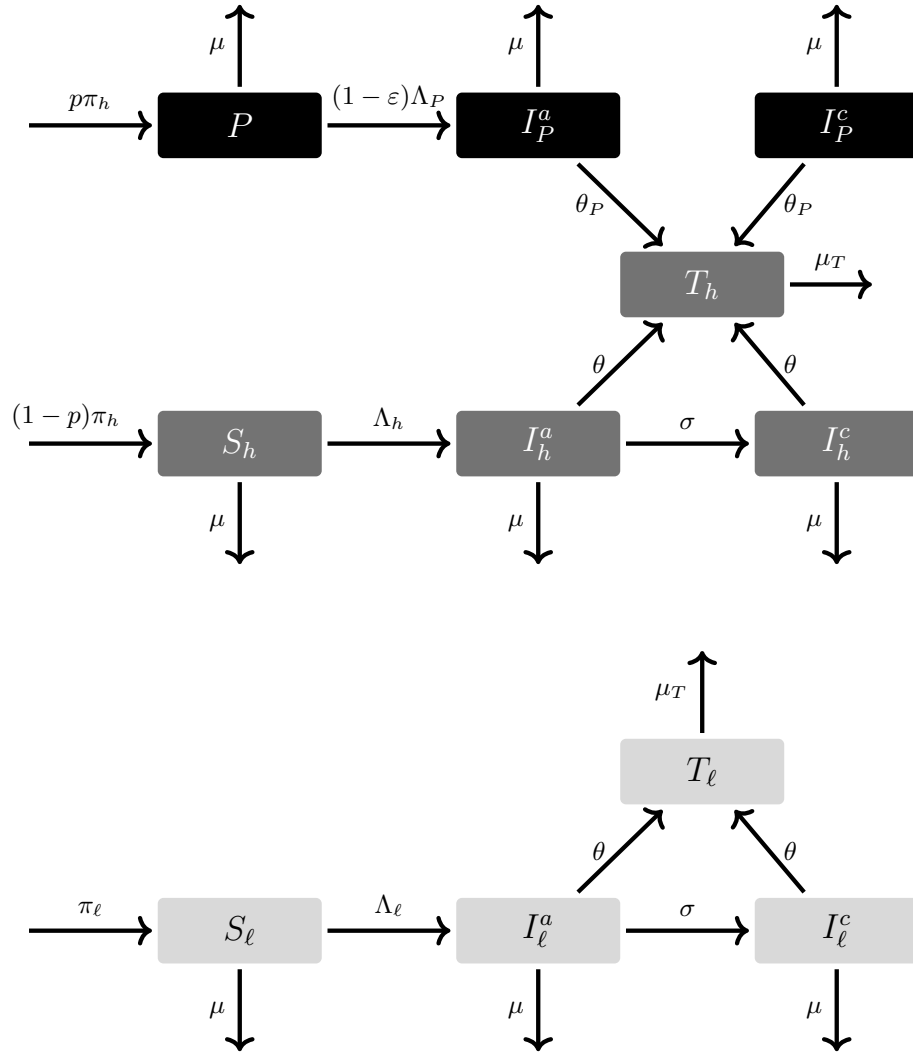 μ μ μ
pπ_h (1 − ε)Λ_P
P I_P^a I_P^c
θ_P θ_P
T_h μ_T
θ θ
(1 − p)π_h Λ_h σ
S_h I_h^a I_h^c
μ μ μ
μ_T
T_ℓ
θ θ
π_ℓ Λ_ℓ σ
S_ℓ I_ℓ^a I_ℓ^c
μ μ μ